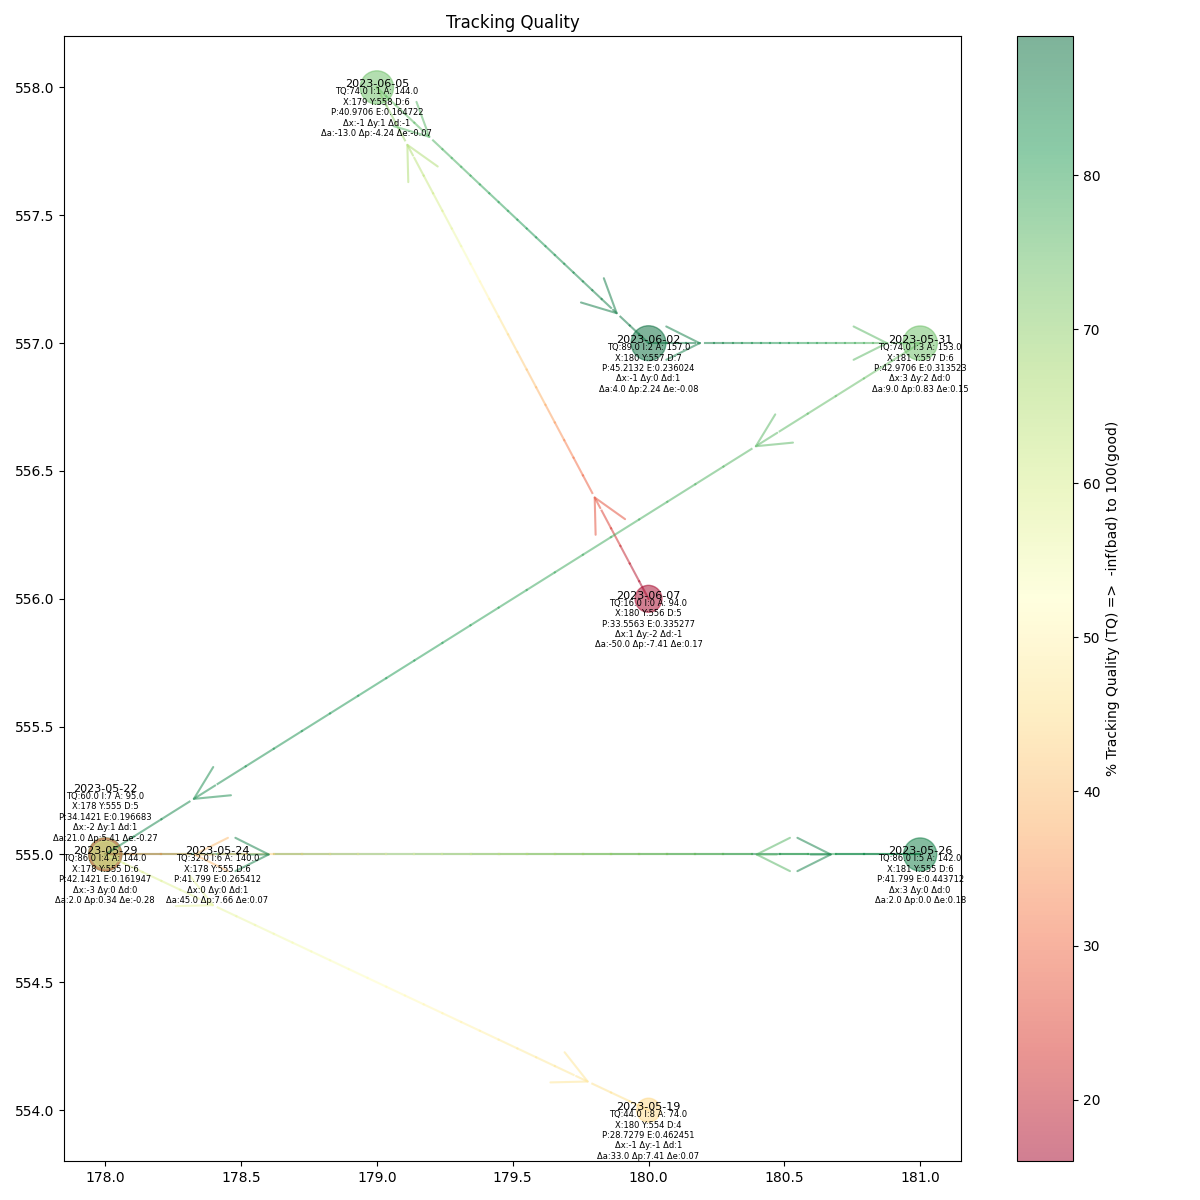 Tracking Quality
558.0
557.5
557.0
556.5
556.0
555.5
555.0
554.5
554.0
2023-06-05
TQ:74.0 I:1 A: 144.0
X:179 Y:558 D:6
P:40.9706 E:0.164722
Δx:-1 Δy:1 Δd:-1
Δa:-13.0 Δp:-4.24 Δe:-0.07
2023-06-02
TQ:89.0 I:2 A: 157.0
X:180 Y:557 D:7
P:45.2132 E:0.236024
Δx:-1 Δy:0 Δd:1
Δa:4.0 Δp:2.24 Δe:-0.08
2023-05-31
TQ:74.0 I:3 A: 153.0
X:181 Y:557 D:6
P:42.9706 E:0.313523
Δx:3 Δy:2 Δd:0
Δa:9.0 Δp:0.83 Δe:0.15
2023-06-07
TQ:16.0 I:0 A: 94.0
X:180 Y:556 D:5
P:33.5563 E:0.335277
Δx:1 Δy:-2 Δd:-1
Δa:-50.0 Δp:-7.41 Δe:0.17
2023-05-22
TQ:60.0 I:7 A: 95.0
X:178 Y:555 D:5
P:34.1421 E:0.196683
Δx:-2 Δy:1 Δd:1
Δa:21.0 Δp:5.41 Δe:-0.27
2023-05-29
TQ:86.0 I:4 A: 144.0
X:178 Y:555 D:6
P:42.1421 E:0.161947
Δx:-3 Δy:0 Δd:0
Δa:2.0 Δp:0.34 Δe:-0.28
2023-05-24
TQ:32.0 I:6 A: 140.0
X:178 Y:555 D:6
P:41.799 E:0.265412
Δx:0 Δy:0 Δd:1
Δa:45.0 Δp:7.66 Δe:0.07
2023-05-26
TQ:86.0 I:5 A: 142.0
X:181 Y:555 D:6
P:41.799 E:0.443712
Δx:3 Δy:0 Δd:0
Δa:2.0 Δp:0.0 Δe:0.18
2023-05-19
TQ:44.0 I:8 A: 74.0
X:180 Y:554 D:4
P:28.7279 E:0.462451
Δx:-1 Δy:-1 Δd:1
Δa:33.0 Δp:7.41 Δe:0.07
178.0 178.5 179.0 179.5 180.0 180.5 181.0
80
70
60
50
40
30
20
% Tracking Quality (TQ) => -inf(bad) to 100(good)